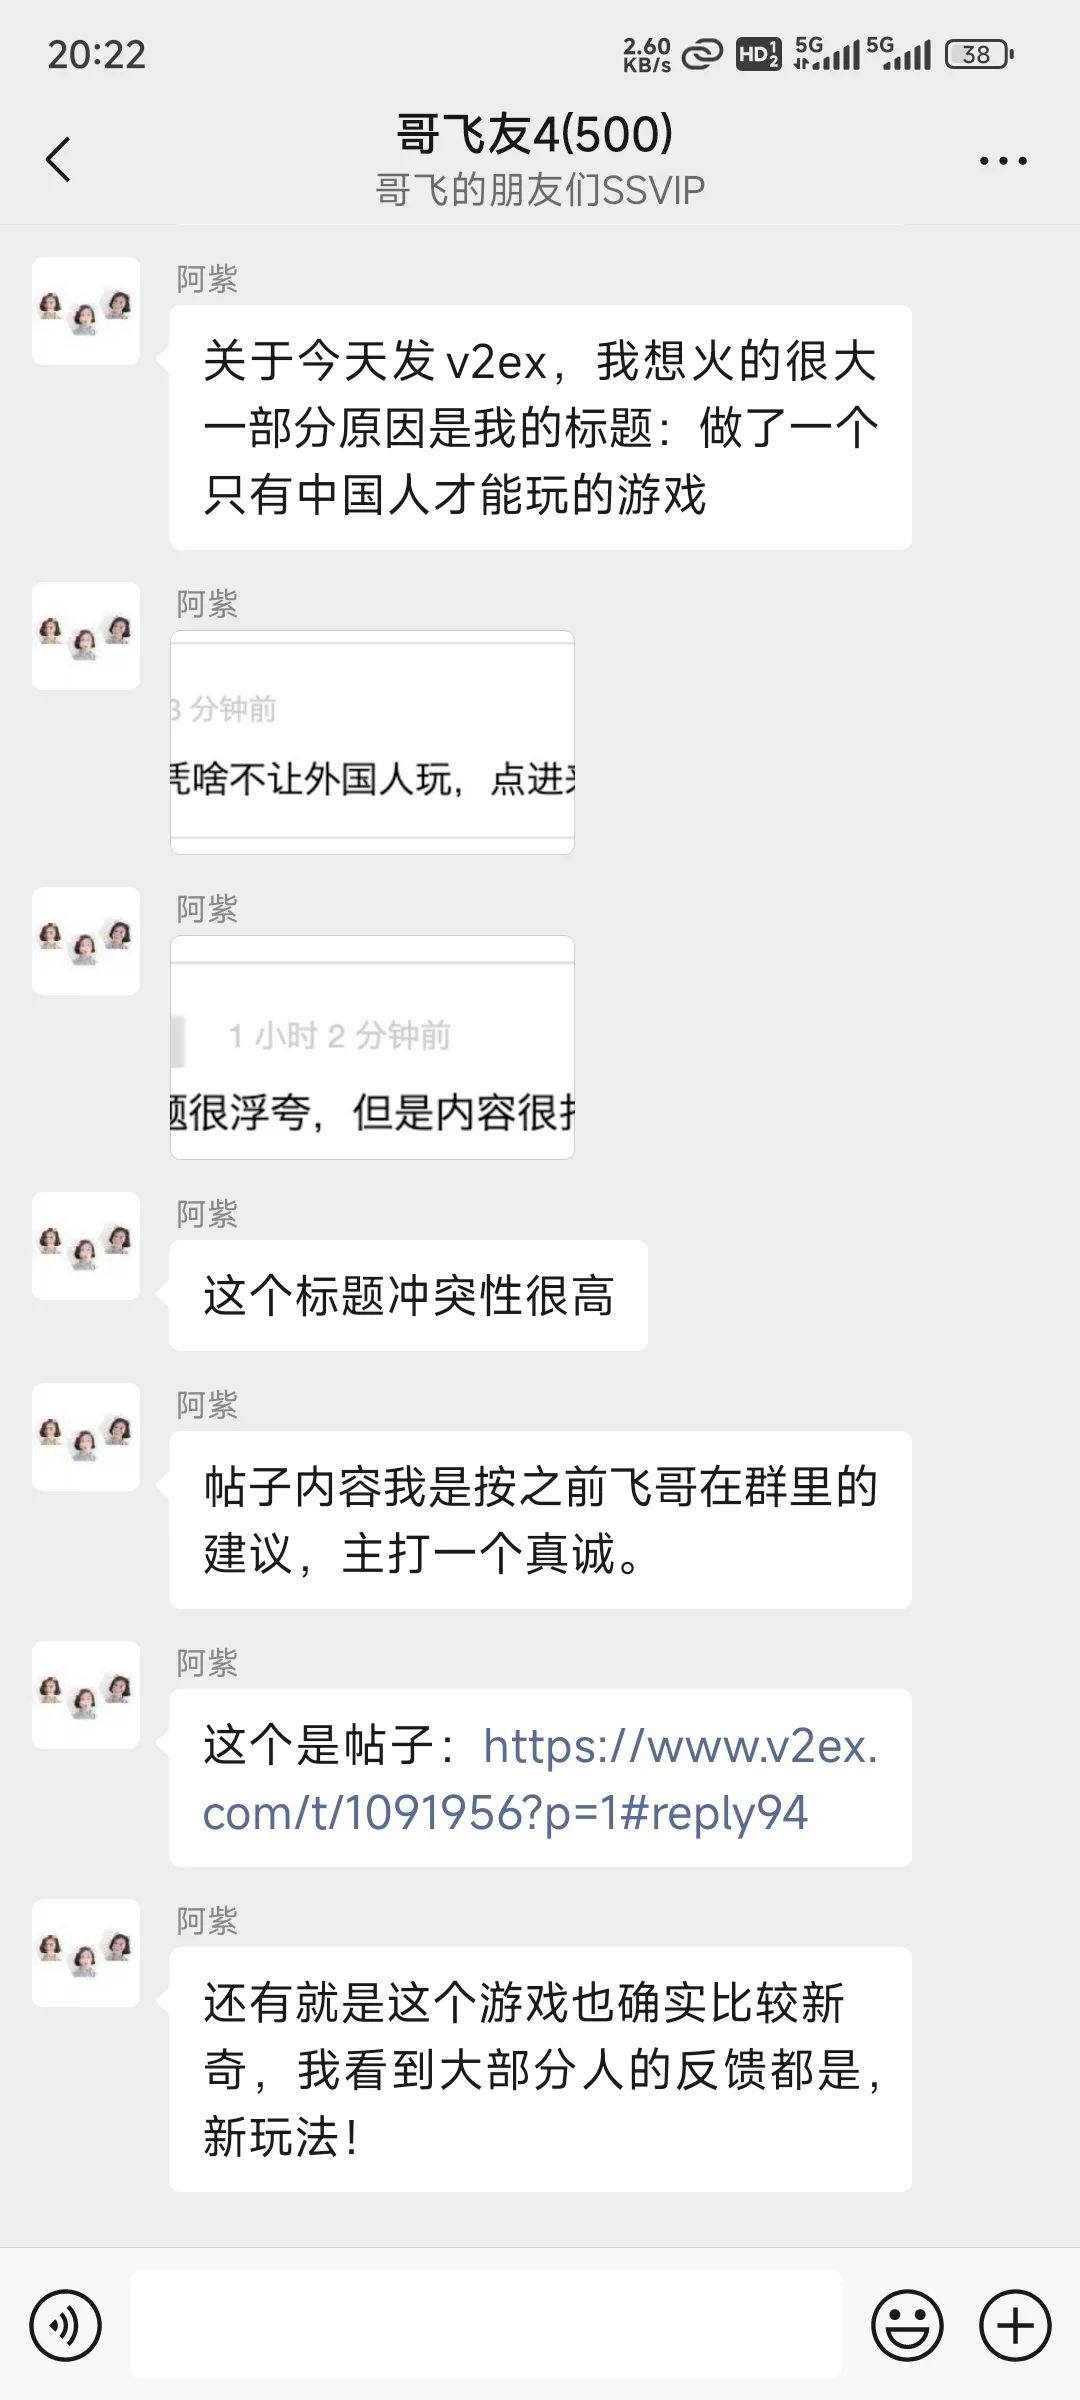 20:22
2.60 KB/s
HD 1 2
5G
5G
38
哥飞友4(500)
哥飞的朋友们SSVIP
阿紫
关于今天发 v2ex，我想火的很大
一部分原因是我的标题：做了一个
只有中国人才能玩的游戏
阿紫
3 分钟前
凭啥不让外国人玩，点进来
阿紫
1 小时 2 分钟前
题很浮夸，但是内容很
阿紫
这个标题冲突性很高
阿紫
帖子内容我是按之前飞哥在群里的
建议，主打一个真诚。
阿紫
这个是帖子：https://www.v2ex.
com/t/1091956?p=1#reply94
阿紫
还有就是这个游戏也确实比较新
奇，我看到大部分人的反馈都是，
新玩法！